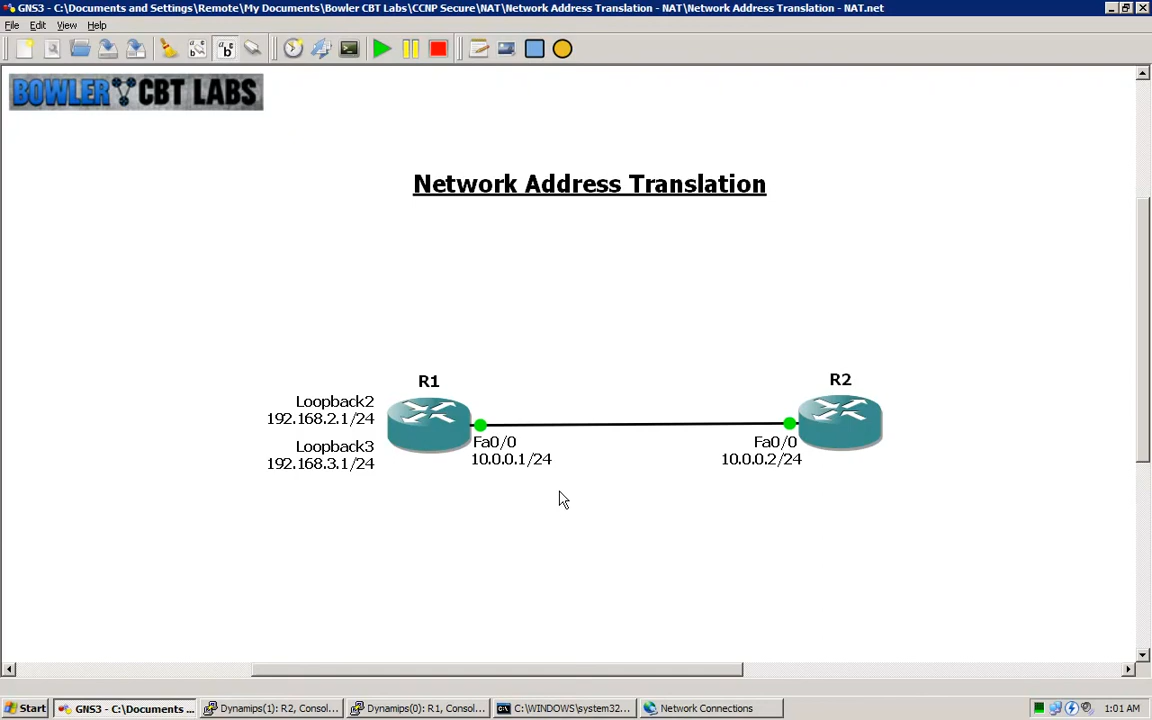 GNS3 - C:\Documents and Settings\Remote\My Documents\Bowler CBT Labs\CCNP Secure\NAT\Network Address Translation - NAT\Network Address Translation - NAT.net
File Edit View Help
BOWLER CBT LABS
Network Address Translation
R1
R2
Loopback2
192.168.2.1/24
Loopback3
192.168.3.1/24
Fa0/0
10.0.0.1/24
Fa0/0
10.0.0.2/24
Start
GNS3 - C:\Documents ...
Dynamips(1): R2, Consol...
Dynamips(0): R1, Consol...
C:\WINDOWS\system32...
Network Connections
1:01 AM